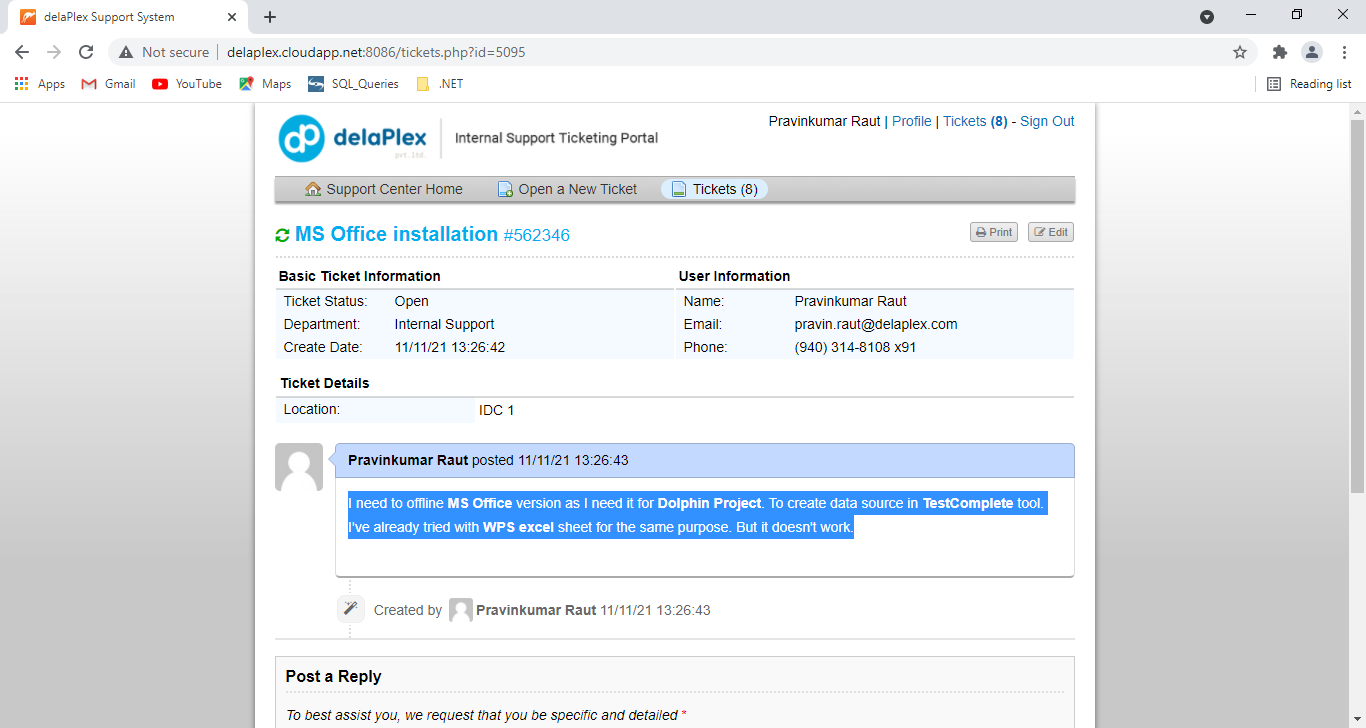 delaPlex Support System
Not secure
delaplex.cloudapp.net:8086/tickets.php?id=5095
Apps Gmail YouTube Maps SQL_Queries .NET Reading list
dp delaPlex pvt. ltd. Internal Support Ticketing Portal
Pravinkumar Raut | Profile | Tickets (8) - Sign Out
Support Center Home Open a New Ticket Tickets (8)
MS Office installation #562346 Print Edit
Basic Ticket Information User Information
Ticket Status: Open Name: Pravinkumar Raut
Department: Internal Support Email: pravin.raut@delaplex.com
Create Date: 11/11/21 13:26:42 Phone: (940) 314-8108 x91
Ticket Details
Location: IDC 1
Pravinkumar Raut posted 11/11/21 13:26:43
I need to offline MS Office version as I need it for Dolphin Project. To create data source in TestComplete tool.
I've already tried with WPS excel sheet for the same purpose. But it doesn't work.
Created by Pravinkumar Raut 11/11/21 13:26:43
Post a Reply
To best assist you, we request that you be specific and detailed *